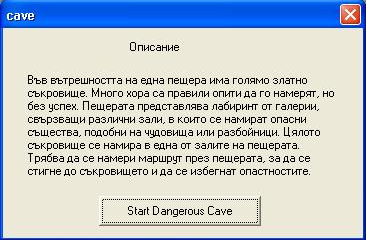 cave
Описание
Във вътрешността на една пещера има голямо златно
съкровище. Много хора са правили опити да го намерят, но
без успех. Пещерата представлява лабиринт от галерии,
свързващи различни зали, в които се намират опасни
същества, подобни на чудовища или разбойници. Цялото
съкровище се намира в една от залите на пещерата.
Трябва да се намери маршрут през пещерата, за да се
стигне до съкровището и да се избегнат опастностите.
Start Dangerous Cave